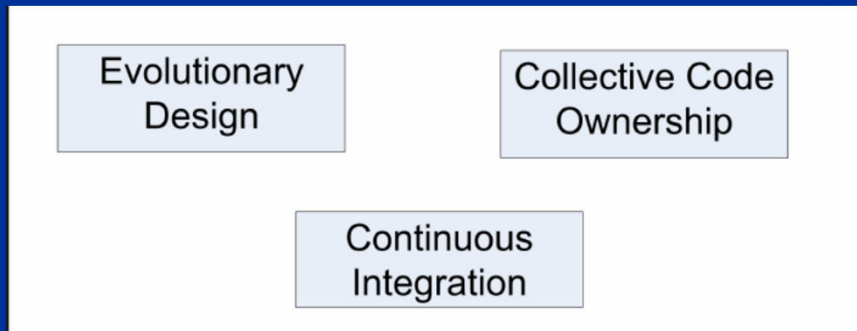 Evolutionary
Design
Collective Code
Ownership
Continuous
Integration